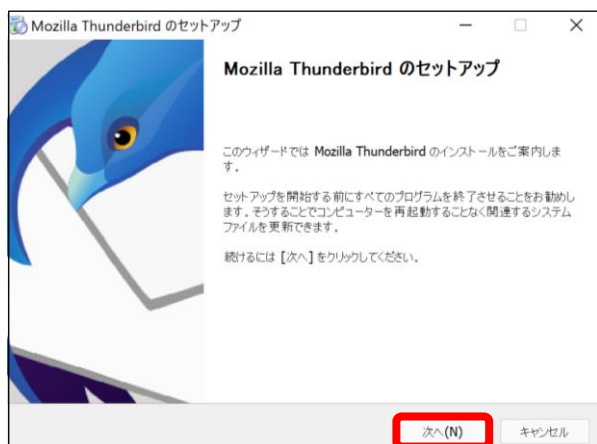 Mozilla Thunderbird のセットアップ
Mozilla Thunderbird のセットアップ
このウィザードでは Mozilla Thunderbird のインストールをご案内しま
す。
セットアップを開始する前にすべてのプログラムを終了させることをお勧めし
ます。そうすることでコンピューターを再起動することなく関連するシステム
ファイルを更新できます。
続けるには [次へ] をクリックしてください。
次へ(N)
キャンセル